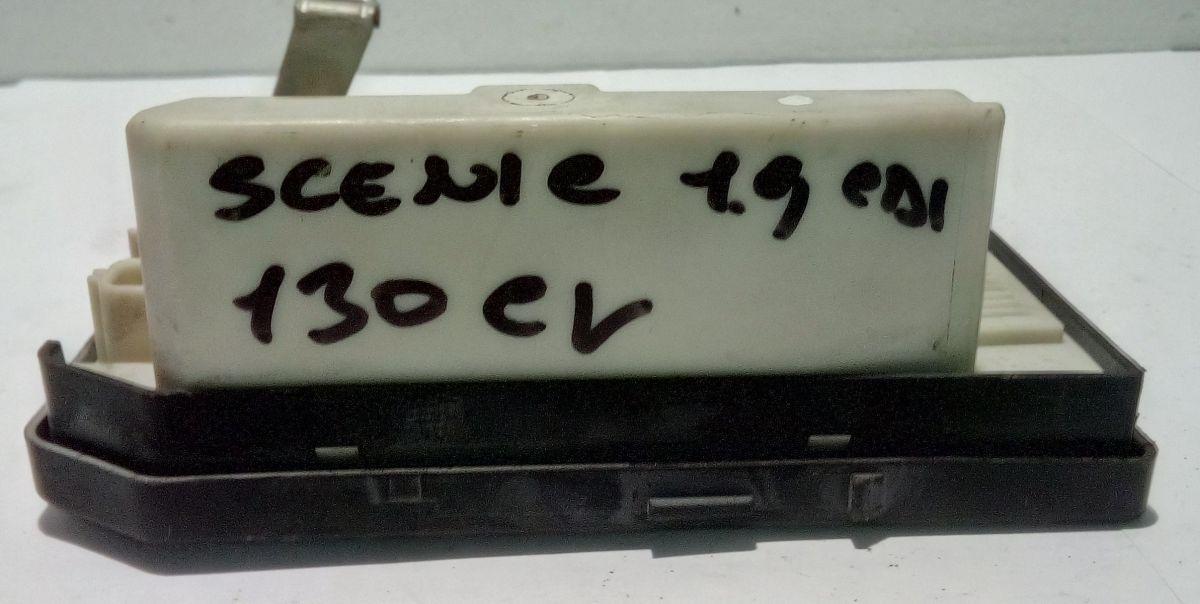 SCENIC 1.9 CDI
130 CV